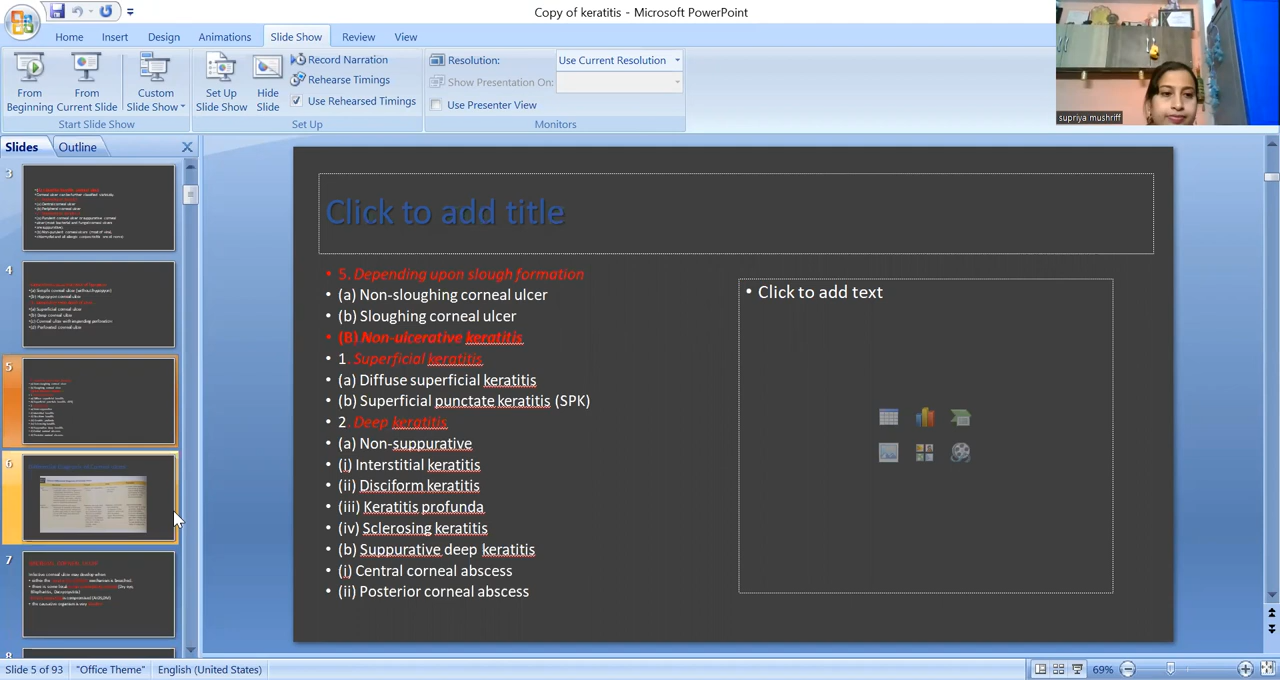 Copy of keratitis - Microsoft PowerPoint
Home Insert Design Animations Slide Show Review View
From Beginning
From Current Slide
Custom Slide Show
Set Up Slide Show
Hide Slide
Record Narration
Rehearse Timings
Use Rehearsed Timings
Resolution: Use Current Resolution
Show Presentation On:
Use Presenter View
Start Slide Show Set Up Monitors
supriya mushriff
Slides Outline
3
4
5
6
7
Click to add title
• 5. Depending upon slough formation
• (a) Non-sloughing corneal ulcer
• (b) Sloughing corneal ulcer
• (B) Non-ulcerative keratitis
• 1. Superficial keratitis
• (a) Diffuse superficial keratitis
• (b) Superficial punctate keratitis (SPK)
• 2. Deep keratitis
• (a) Non-suppurative
• (i) Interstitial keratitis
• (ii) Disciform keratitis
• (iii) Keratitis profunda
• (iv) Sclerosing keratitis
• (b) Suppurative deep keratitis
• (i) Central corneal abscess
• (ii) Posterior corneal abscess
• Click to add text
Slide 5 of 93 "Office Theme" English (United States) 69%